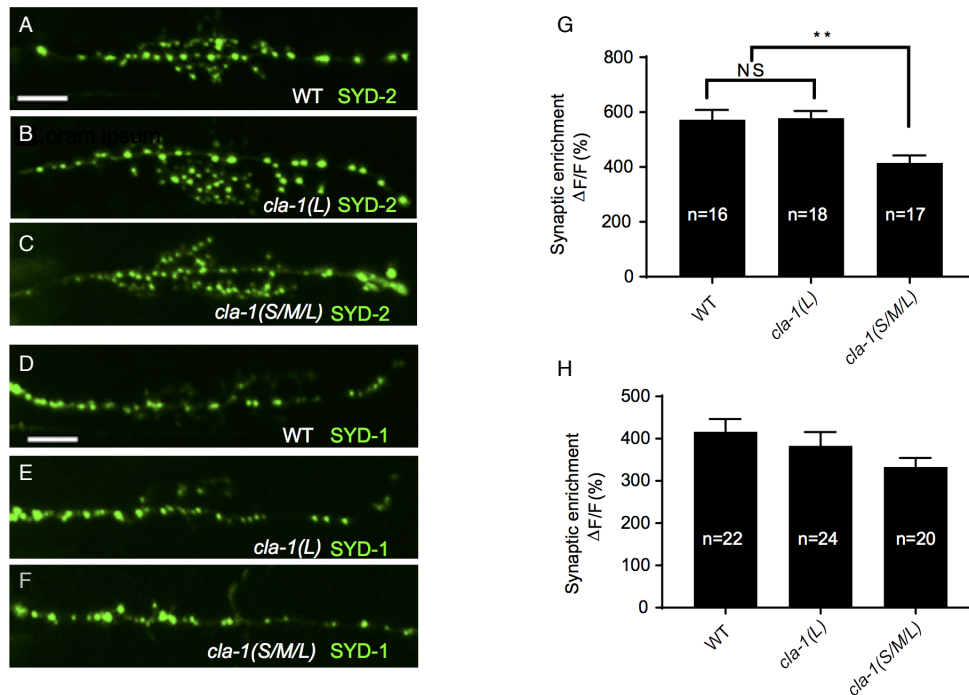 A
WT SYD-2
B
Lorem ipsum
cla-1(L) SYD-2
C
cla-1(S/M/L) SYD-2
D
WT SYD-1
E
cla-1(L) SYD-1
F
cla-1(S/M/L) SYD-1
G
**
NS
Synaptic enrichment
ΔF/F (%)
800
600
400
200
0
n=16 n=18 n=17
WT
cla-1(L)
cla-1(S/M/L)
H
Synaptic enrichment
ΔF/F (%)
500
400
300
200
100
0
n=22 n=24 n=20
WT
cla-1(L)
cla-1(S/M/L)